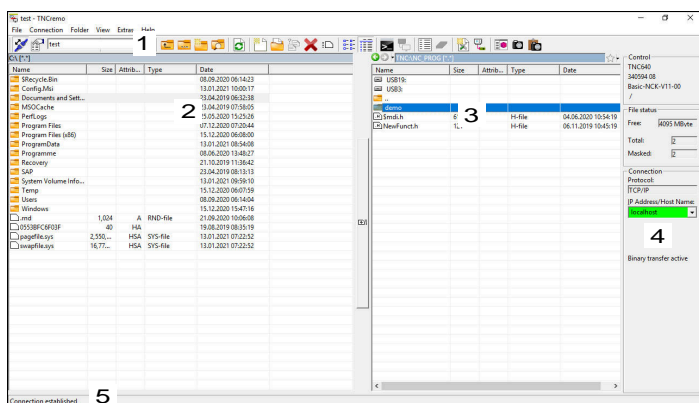 test - TNCremo
File Connection Folder View Extras Help
test
1
C:\ [*.*]
Name Size Attrib... Type Date
$Recycle.Bin 08.09.2020 06:14:23
Config.Msi 13.01.2021 10:00:17
Documents and Sett... 23.04.2019 06:32:38
MSOCache 23.04.2019 07:58:05
PerfLogs 15.05.2020 15:25:26
Program Files 07.12.2020 07:20:44
Program Files (x86) 15.12.2020 06:08:00
ProgramData 13.01.2021 08:54:08
Programme 08.06.2020 13:48:27
Recovery 21.10.2019 11:36:42
SAP 23.04.2019 08:13:13
System Volume Info... 13.01.2021 09:59:10
Temp 15.12.2020 06:07:59
Users 08.09.2020 06:14:04
Windows 15.12.2020 15:47:16
.rnd 1,024 A RND-file 21.09.2020 10:06:08
0553BFC6F03F 40 HA 19.08.2019 08:35:19
pagefile.sys 2,550,... HSA SYS-file 13.01.2021 07:22:52
swapfile.sys 16,77... HSA SYS-file 13.01.2021 07:22:52
2
TNC:\NC_PROG [*.*]
Name Size Attrib... Type Date
USB19:
USB3:
..
demo
$mdi.h 6 H-file 04.06.2020 10:54:19
NewFunct.h H-file 06.11.2019 10:45:19
3
Control
TNC640
340594 08
Basic-NCK-V11-00
/
File status
Free: 4095 MByte
Total: 2
Masked: 2
Connection
Protocol:
TCP/IP
IP Address/Host Name:
localhost
4
Binary transfer active
Connection established
5